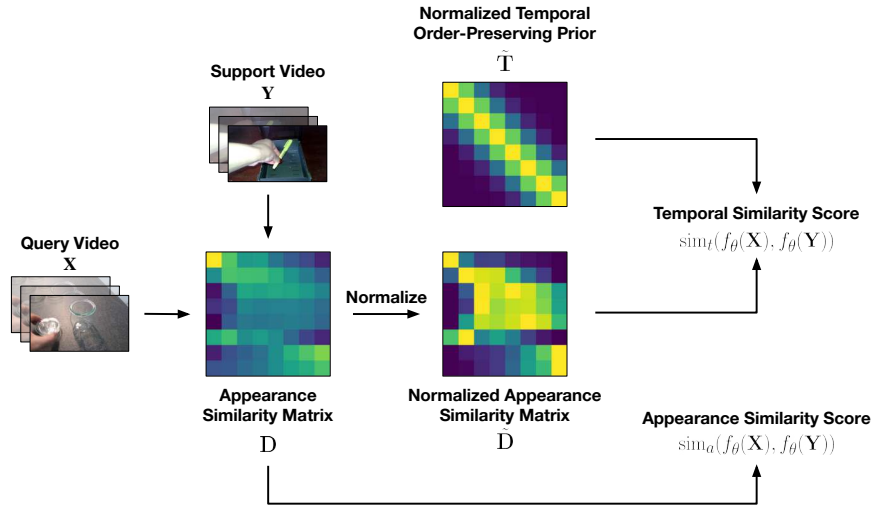 Normalized Temporal
Order-Preserving Prior
T̃
Support Video
Y
Query Video
X
Normalize
Temporal Similarity Score
sim_t(f_θ(X), f_θ(Y))
Appearance
Similarity Matrix
D
Normalized Appearance
Similarity Matrix
D̃
Appearance Similarity Score
sim_a(f_θ(X), f_θ(Y))